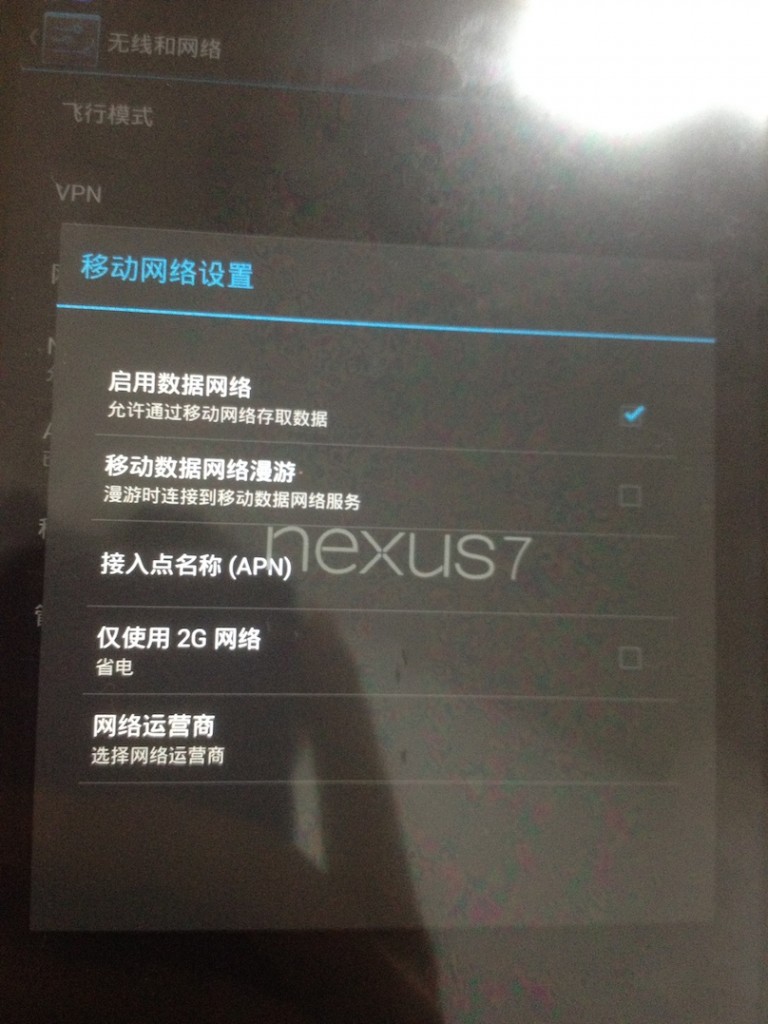 无线和网络
飞行模式
VPN
移动网络设置
启用数据网络
允许通过移动网络存取数据
移动数据网络漫游
漫游时连接到移动数据网络服务
nexus7
接入点名称 (APN)
仅使用 2G 网络
省电
网络运营商
选择网络运营商